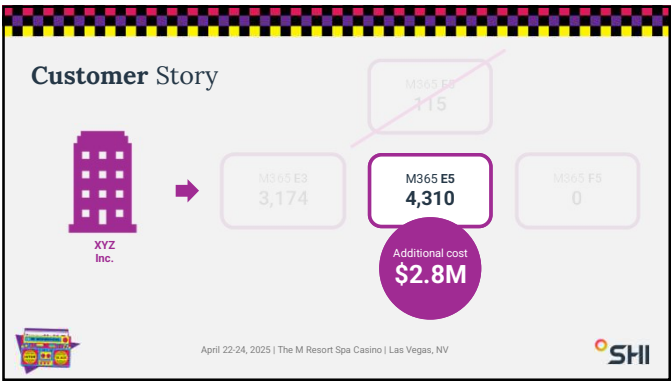 Customer Story
M365 E5
115
M365 E3
3,174
M365 E5
4,310
M365 F5
0
XYZ
Inc.
Additional cost
$2.8M
April 22-24, 2025 | The M Resort Spa Casino | Las Vegas, NV
SHI